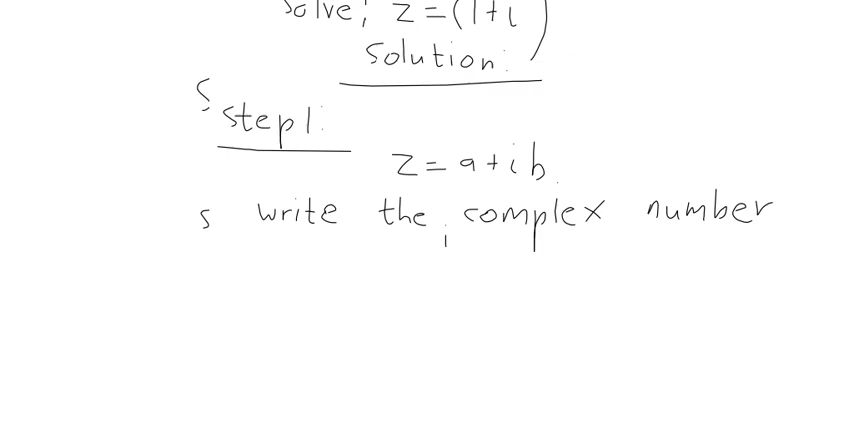 Solve; z = (1+i)
Solution:
S
step1:
z = a+ib
s write the complex number